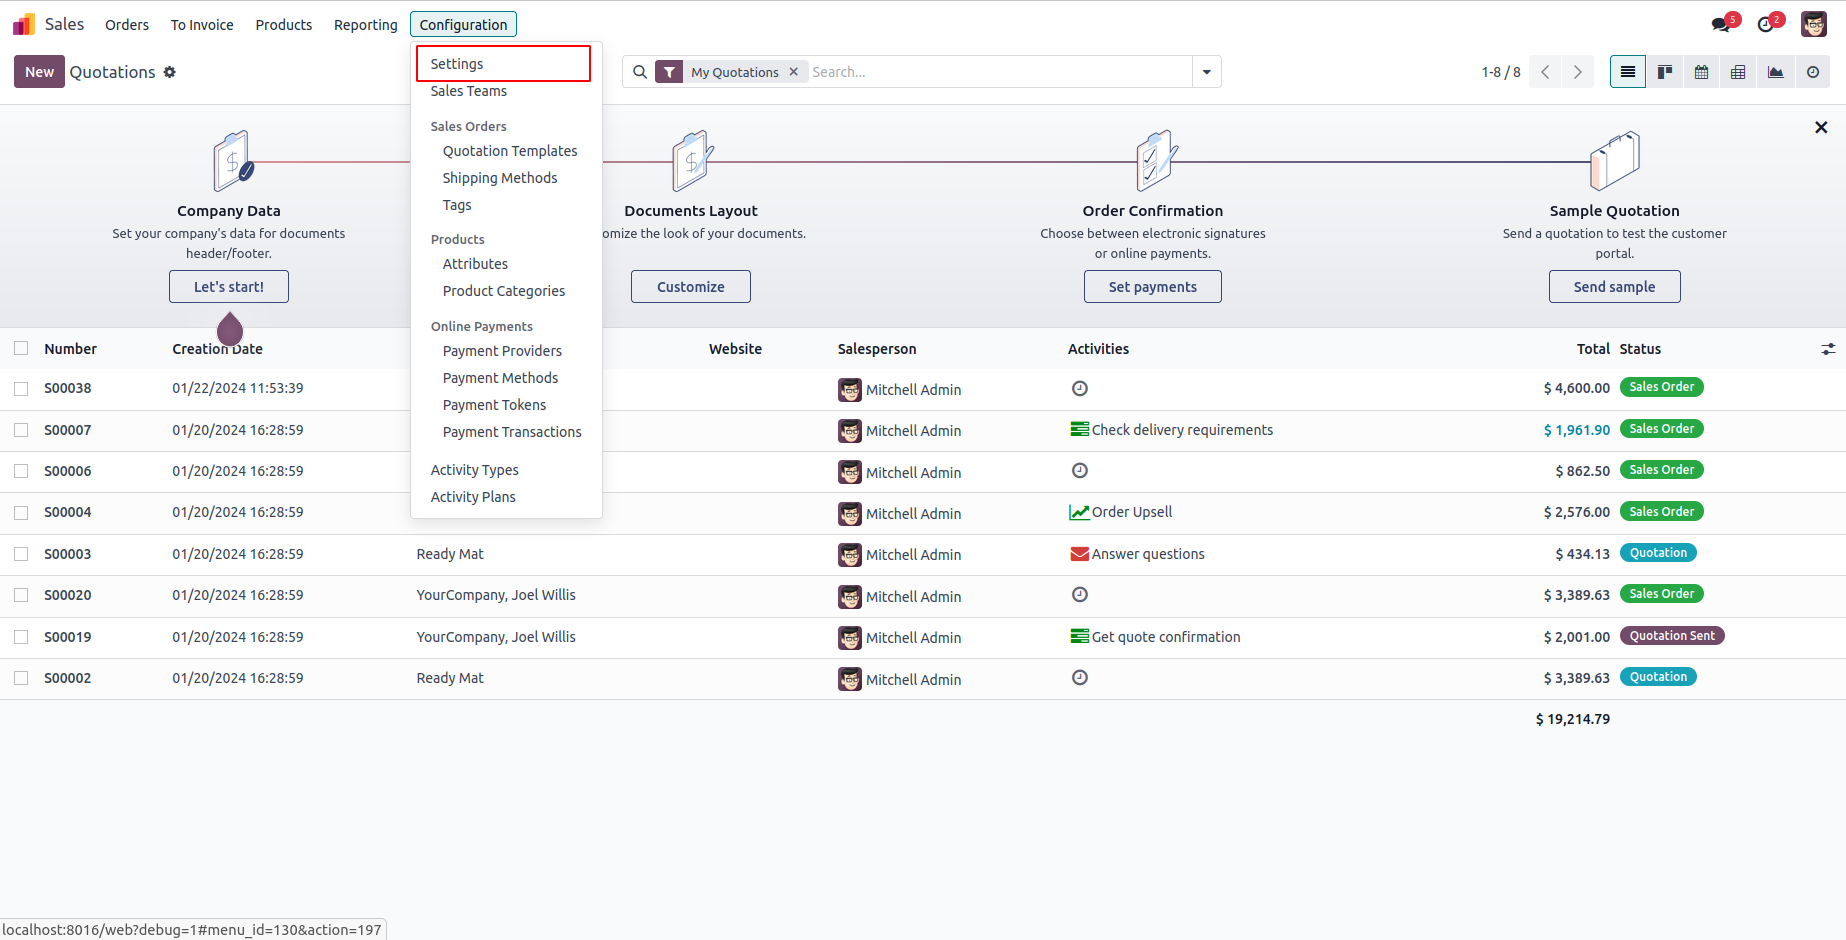 Sales Orders To Invoice Products Reporting Configuration 5 2
New Quotations My Quotations Search... 1-8 / 8
Settings
Sales Teams
Sales Orders
Quotation Templates
Shipping Methods
Tags
Products
Attributes
Product Categories
Online Payments
Payment Providers
Payment Methods
Payment Tokens
Payment Transactions
Activity Types
Activity Plans
Company Data
Set your company's data for documents
header/footer.
Let's start!
Documents Layout
omize the look of your documents.
Customize
Order Confirmation
Choose between electronic signatures
or online payments.
Set payments
Sample Quotation
Send a quotation to test the customer
portal.
Send sample
Number Creation Date Website Salesperson Activities Total Status
S00038 01/22/2024 11:53:39 Mitchell Admin $ 4,600.00 Sales Order
S00007 01/20/2024 16:28:59 Mitchell Admin Check delivery requirements $ 1,961.90 Sales Order
S00006 01/20/2024 16:28:59 Mitchell Admin $ 862.50 Sales Order
S00004 01/20/2024 16:28:59 Mitchell Admin Order Upsell $ 2,576.00 Sales Order
S00003 01/20/2024 16:28:59 Ready Mat Mitchell Admin Answer questions $ 434.13 Quotation
S00020 01/20/2024 16:28:59 YourCompany, Joel Willis Mitchell Admin $ 3,389.63 Sales Order
S00019 01/20/2024 16:28:59 YourCompany, Joel Willis Mitchell Admin Get quote confirmation $ 2,001.00 Quotation Sent
S00002 01/20/2024 16:28:59 Ready Mat Mitchell Admin $ 3,389.63 Quotation
$ 19,214.79
localhost:8016/web?debug=1#menu_id=130&action=197